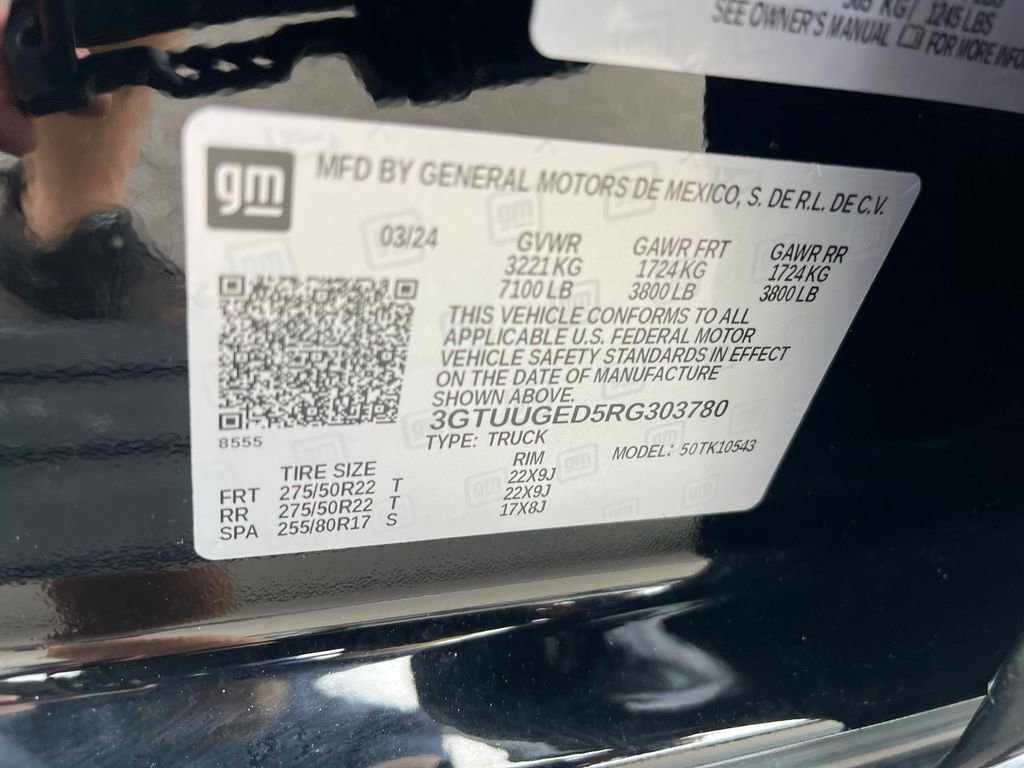 KG/ 1245 LBS
SEE OWNER'S MANUAL FOR MORE
gm MFD BY GENERAL MOTORS DE MEXICO, S. DE R.L. DE C.V.
03/24 GVWR GAWR FRT GAWR RR
3221 KG 1724 KG 1724 KG
7100 LB 3800 LB 3800 LB
THIS VEHICLE CONFORMS TO ALL
APPLICABLE U.S. FEDERAL MOTOR
VEHICLE SAFETY STANDARDS IN EFFECT
ON THE DATE OF MANUFACTURE
SHOWN ABOVE.
3GTUUGED5RG303780
8555 TYPE: TRUCK MODEL: 50TK10543
TIRE SIZE RIM
FRT 275/50R22 T 22X9J
RR 275/50R22 T 22X9J
SPA 255/80R17 S 17X8J